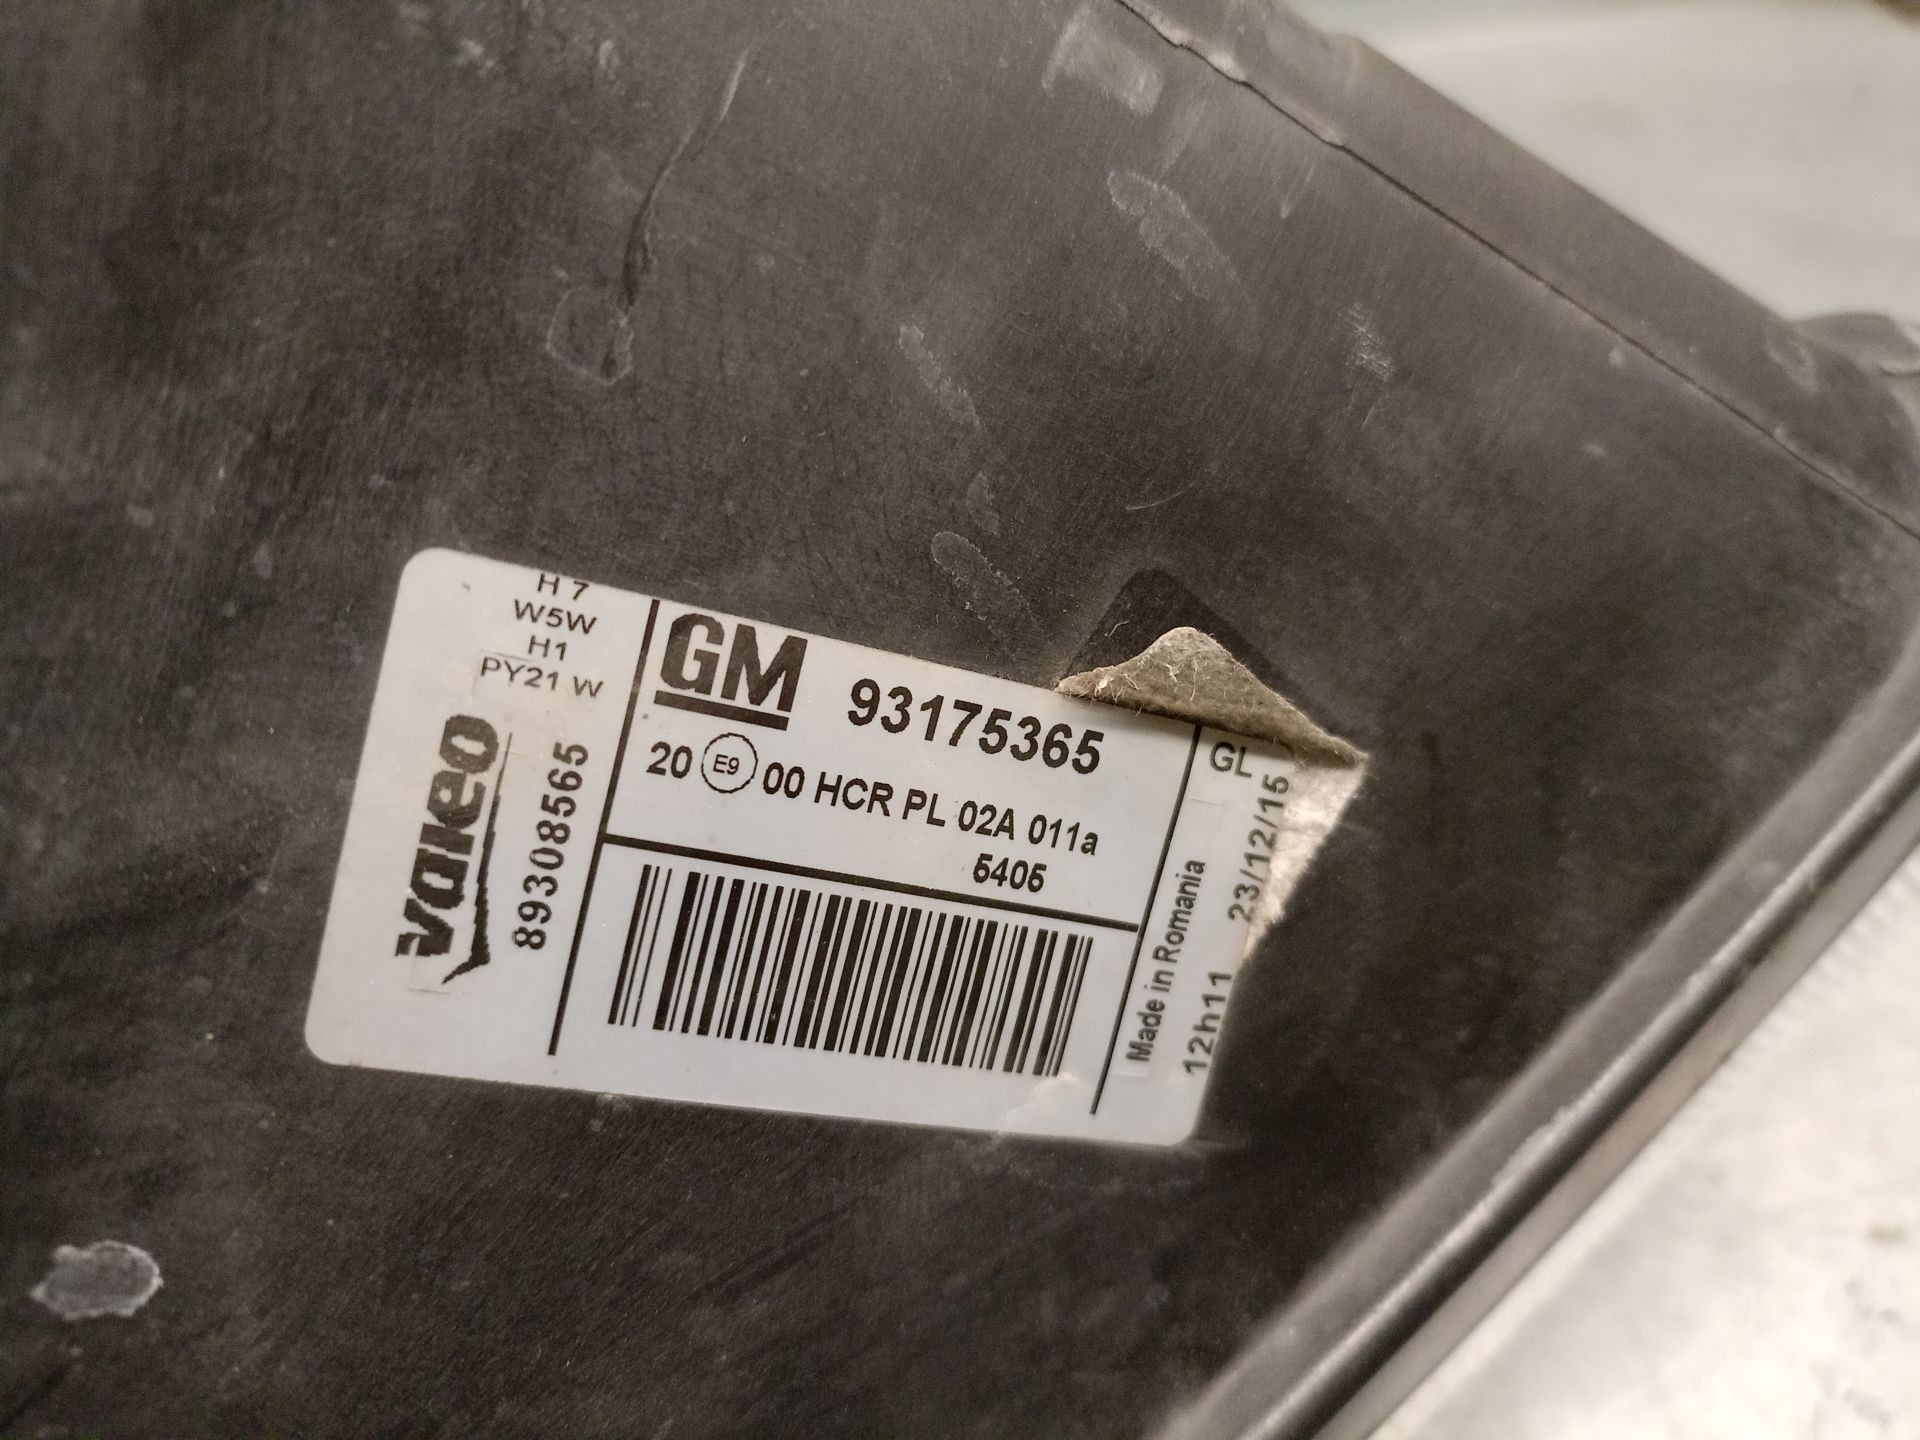 H 7
W5W
H1
PY21 W
valeo
89308565
GM
93175365
20 E9 00 HCR PL 02A 011a
5405
GL
Made in Romania
12h11 23/12/15